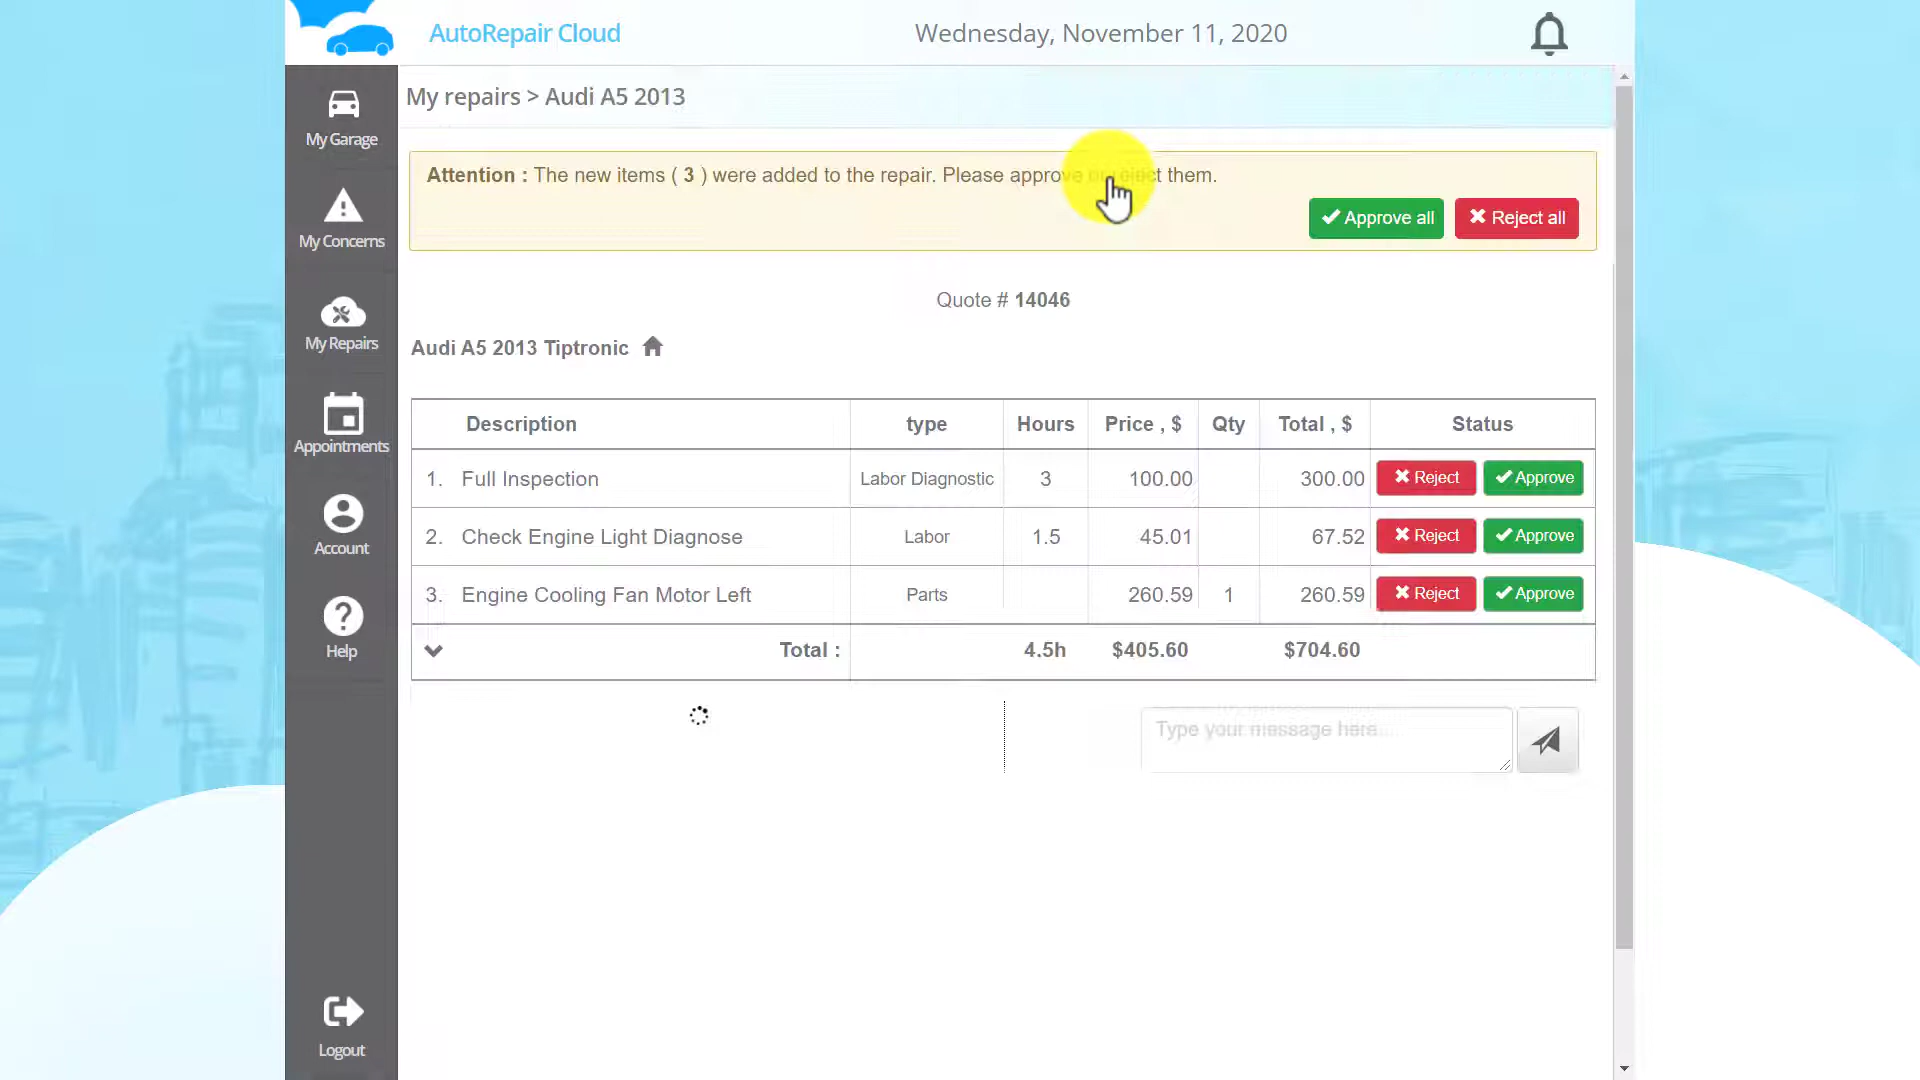 AutoRepair Cloud
Wednesday, November 11, 2020
My Garage
My Concerns
My Repairs
Appointments
Account
Help
Logout
My repairs > Audi A5 2013
Attention : The new items ( 3 ) were added to the repair. Please approve or reject them.
Approve all Reject all
Quote # 14046
Audi A5 2013 Tiptronic
Description type Hours Price , $ Qty Total , $ Status
1. Full Inspection Labor Diagnostic 3 100.00 300.00 Reject Approve
2. Check Engine Light Diagnose Labor 1.5 45.01 67.52 Reject Approve
3. Engine Cooling Fan Motor Left Parts 260.59 1 260.59 Reject Approve
Total : 4.5h $405.60 $704.60
Type your message here...